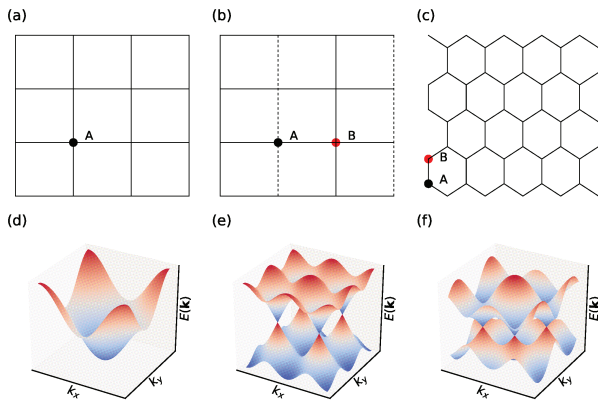 (a) (b) (c)
A A B B
A
(d) (e) (f)
E(k) E(k) E(k)
kx ky kx ky kx ky